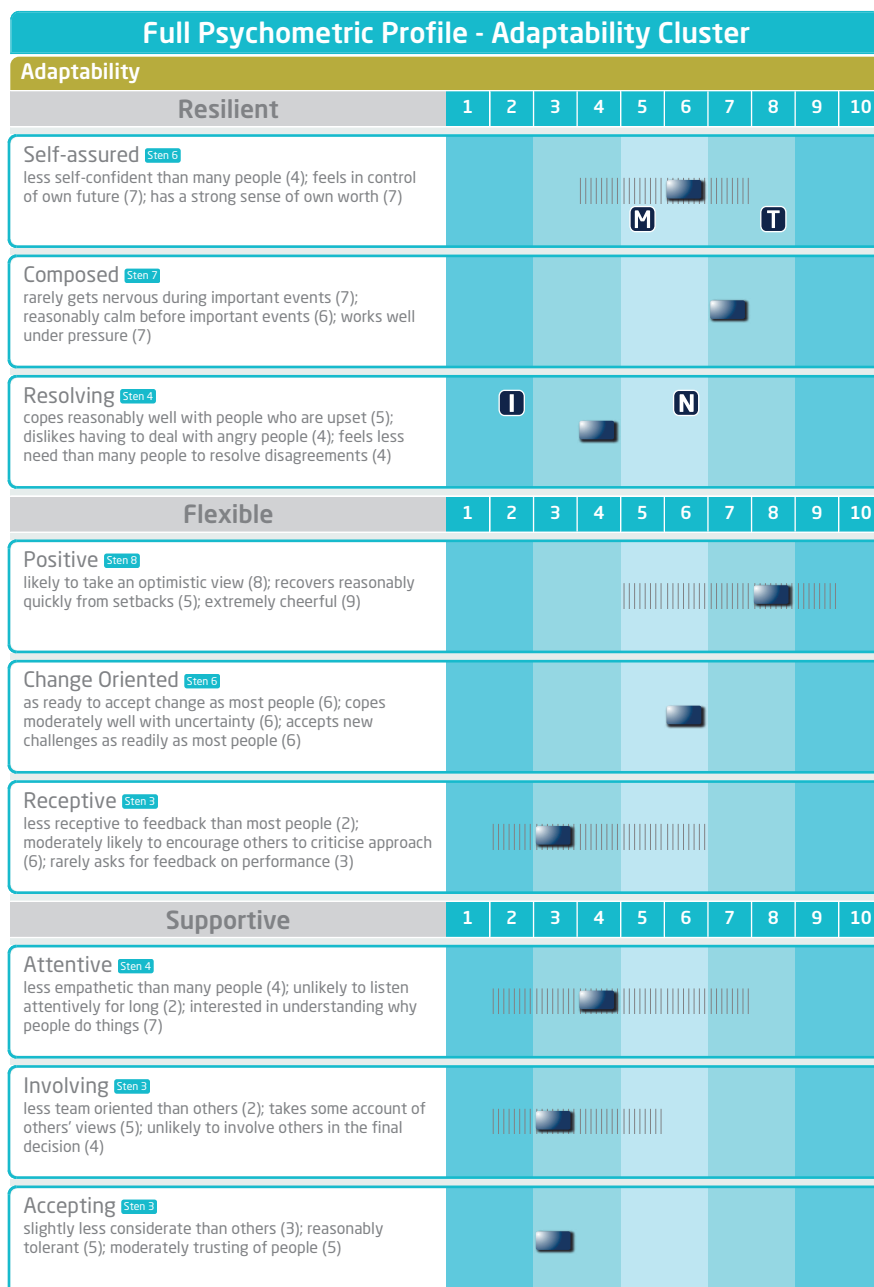 Full Psychometric Profile - Adaptability Cluster
Adaptability
Resilient 1 2 3 4 5 6 7 8 9 10
Self-assured Sten 6
less self-confident than many people (4); feels in control
of own future (7); has a strong sense of own worth (7)
M T
Composed Sten 7
rarely gets nervous during important events (7);
reasonably calm before important events (6); works well
under pressure (7)
Resolving Sten 4
I N
copes reasonably well with people who are upset (5);
dislikes having to deal with angry people (4); feels less
need than many people to resolve disagreements (4)
Flexible 1 2 3 4 5 6 7 8 9 10
Positive Sten 8
likely to take an optimistic view (8); recovers reasonably
quickly from setbacks (5); extremely cheerful (9)
Change Oriented Sten 6
as ready to accept change as most people (6); copes
moderately well with uncertainty (6); accepts new
challenges as readily as most people (6)
Receptive Sten 3
less receptive to feedback than most people (2);
moderately likely to encourage others to criticise approach
(6); rarely asks for feedback on performance (3)
Supportive 1 2 3 4 5 6 7 8 9 10
Attentive Sten 4
less empathetic than many people (4); unlikely to listen
attentively for long (2); interested in understanding why
people do things (7)
Involving Sten 3
less team oriented than others (2); takes some account of
others' views (5); unlikely to involve others in the final
decision (4)
Accepting Sten 3
slightly less considerate than others (3); reasonably
tolerant (5); moderately trusting of people (5)